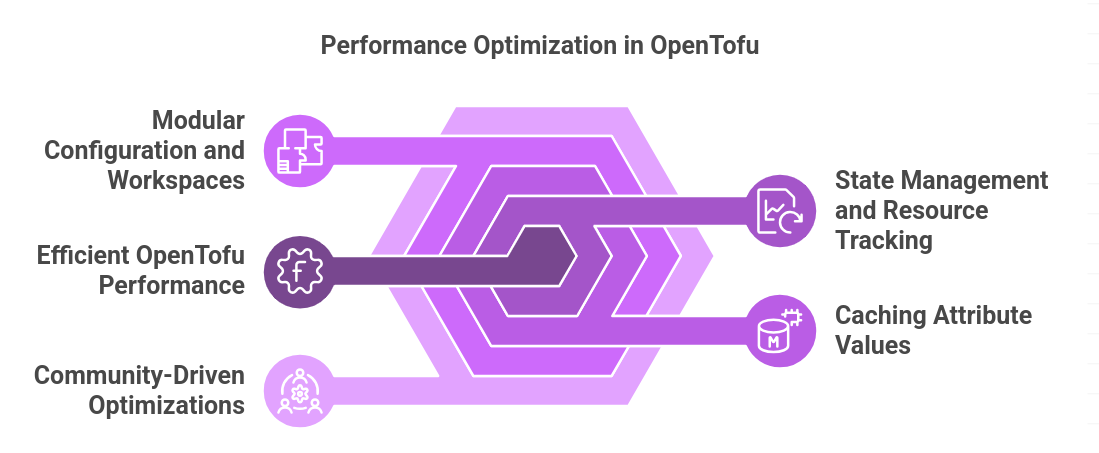 Performance Optimization in OpenTofu
Modular
Configuration and
Workspaces
State Management
and Resource
Tracking
Efficient OpenTofu
Performance
Caching Attribute
Values
M
Community-Driven
Optimizations